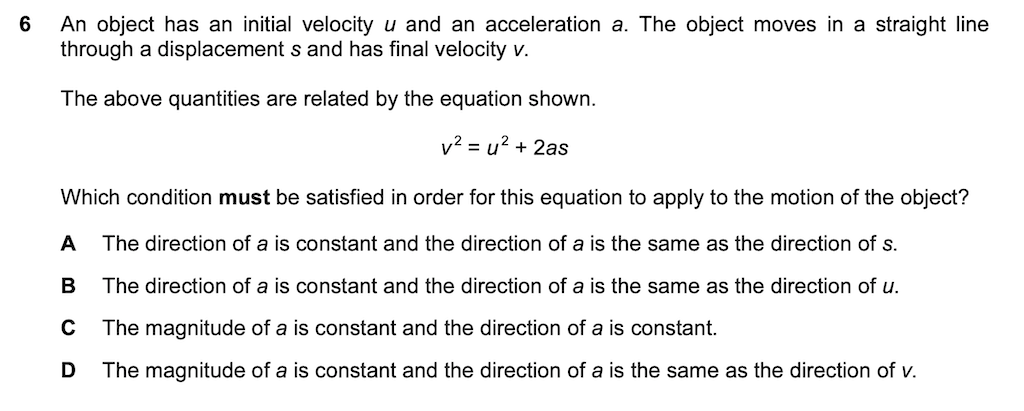 6 An object has an initial velocity u and an acceleration a. The object moves in a straight line
through a displacement s and has final velocity v.
The above quantities are related by the equation shown.
v² = u² + 2as
Which condition must be satisfied in order for this equation to apply to the motion of the object?
A The direction of a is constant and the direction of a is the same as the direction of s.
B The direction of a is constant and the direction of a is the same as the direction of u.
C The magnitude of a is constant and the direction of a is constant.
D The magnitude of a is constant and the direction of a is the same as the direction of v.